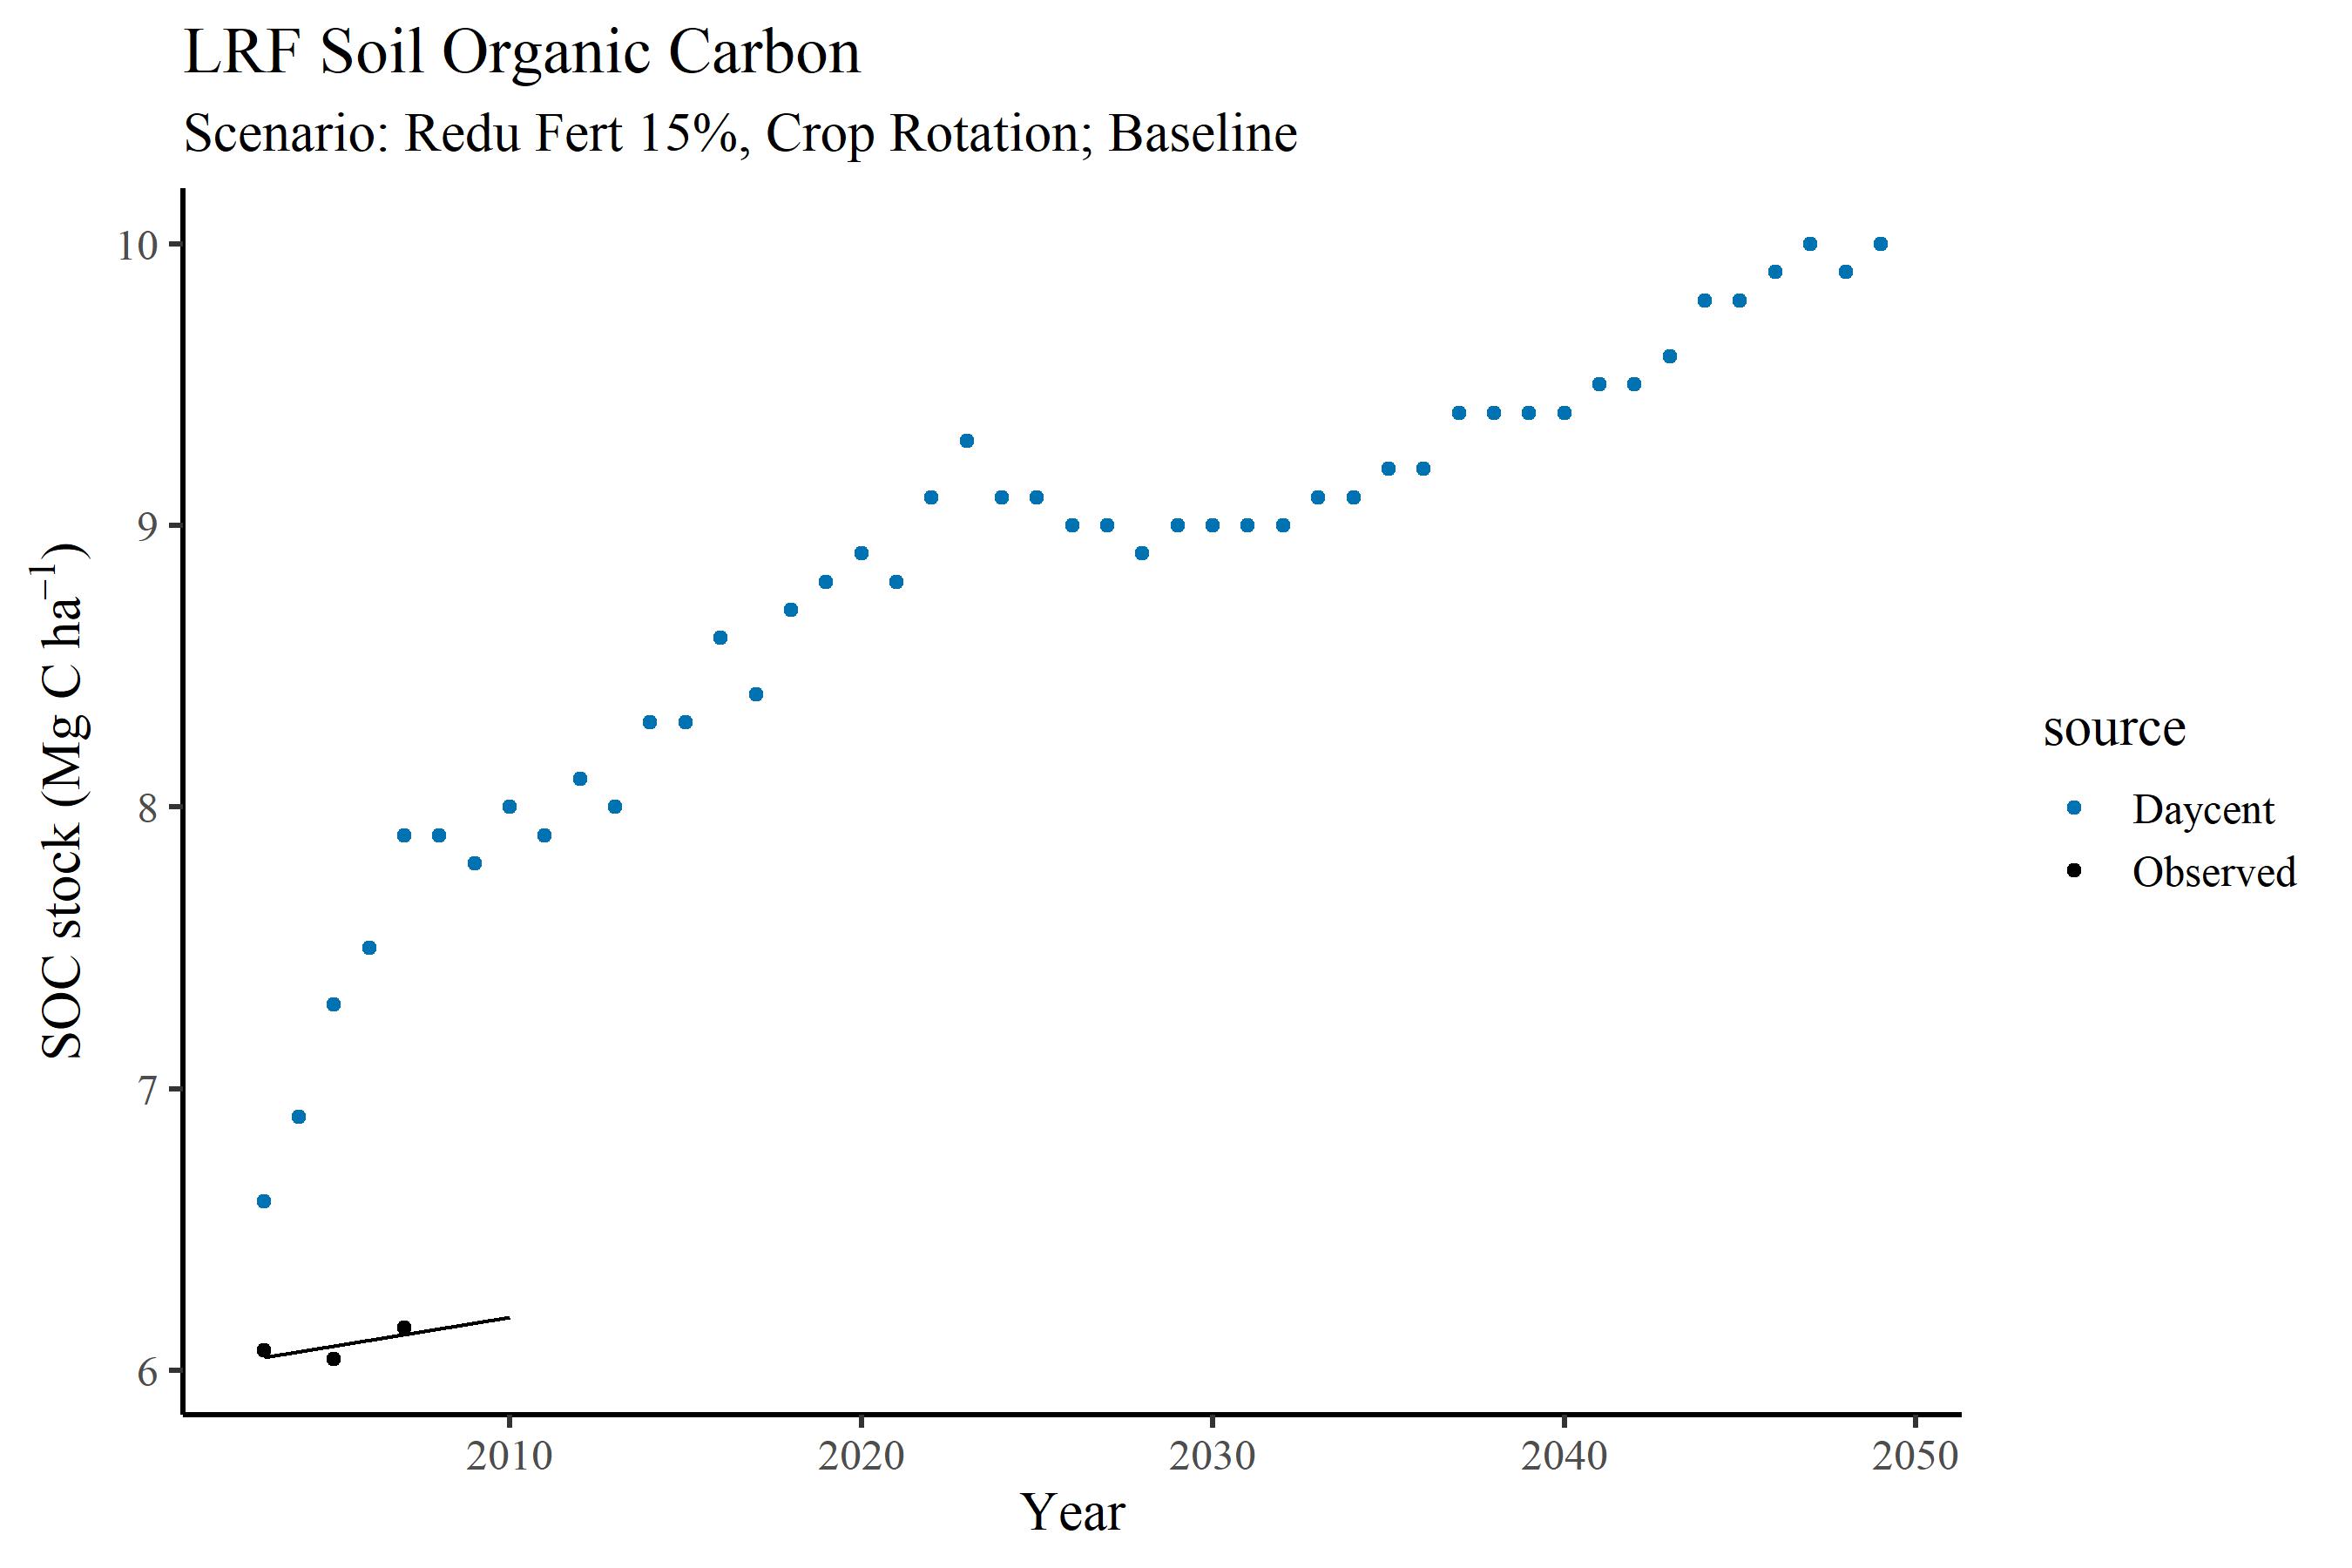 LRF Soil Organic Carbon
Scenario: Redu Fert 15%, Crop Rotation; Baseline
10
9
8
7
6
SOC stock (Mg C ha⁻¹)
2010 2020 2030 2040 2050
Year
source
Daycent
Observed